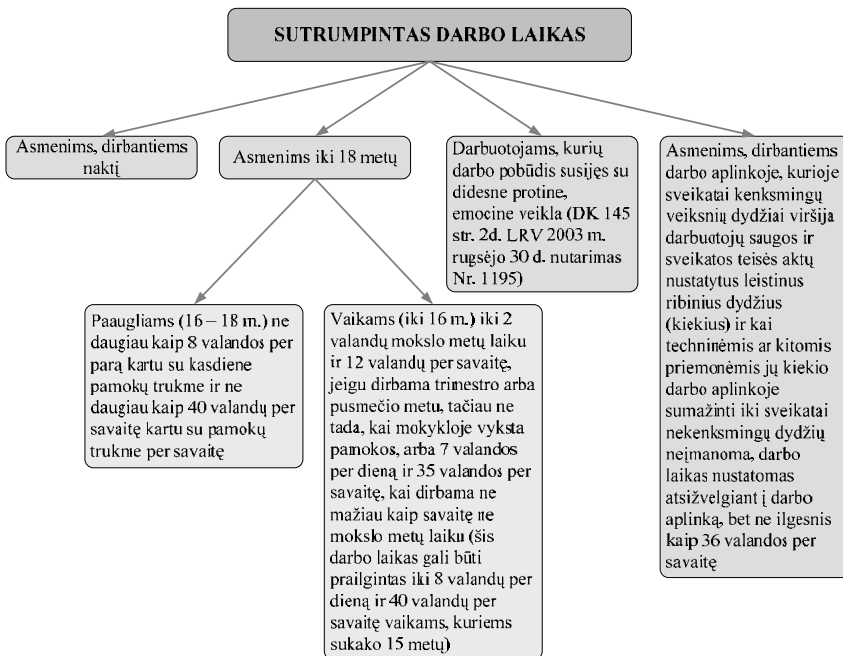 SUTRUMPINTAS DARBO LAIKAS
Asmenims, dirbantiems
naktį
Asmenims iki 18 metų
Darbuotojams, kurių
darbo pobūdis susijęs su
didesne protine,
emocine veikla (DK 145
str. 2d. LRV 2003 m.
rugsėjo 30 d. nutarimas
Nr. 1195)
Asmenims, dirbantiems
darbo aplinkoje, kurioje
sveikatai kenksmingų
veiksnių dydžiai viršija
darbuotojų saugos ir
sveikatos teisės aktų
nustatytus leistinus
ribinius dydžius
(kiekius) ir kai
techninėmis ar kitomis
priemonėmis jų kiekio
darbo aplinkoje
sumažinti iki sveikatai
nekenksmingų dydžių
neįmanoma, darbo
laikas nustatomas
atsižvelgiant į darbo
aplinką, bet ne ilgesnis
kaip 36 valandos per
savaitę
Paaugliams (16 – 18 m.) ne
daugiau kaip 8 valandos per
parą kartu su kasdiene
pamokų trukme ir ne
daugiau kaip 40 valandų per
savaitę kartu su pamokų
trukme per savaitę
Vaikams (iki 16 m.) iki 2
valandų mokslo metų laiku
ir 12 valandų per savaitę,
jeigu dirbama trimestro arba
pusmečio metu, tačiau ne
tada, kai mokykloje vyksta
pamokos, arba 7 valandos
per dieną ir 35 valandos per
savaitę, kai dirbama ne
mažiau kaip savaitę ne
mokslo metų laiku (šis
darbo laikas gali būti
prailgintas iki 8 valandų per
dieną ir 40 valandų per
savaitę vaikams, kuriems
sukako 15 metų)